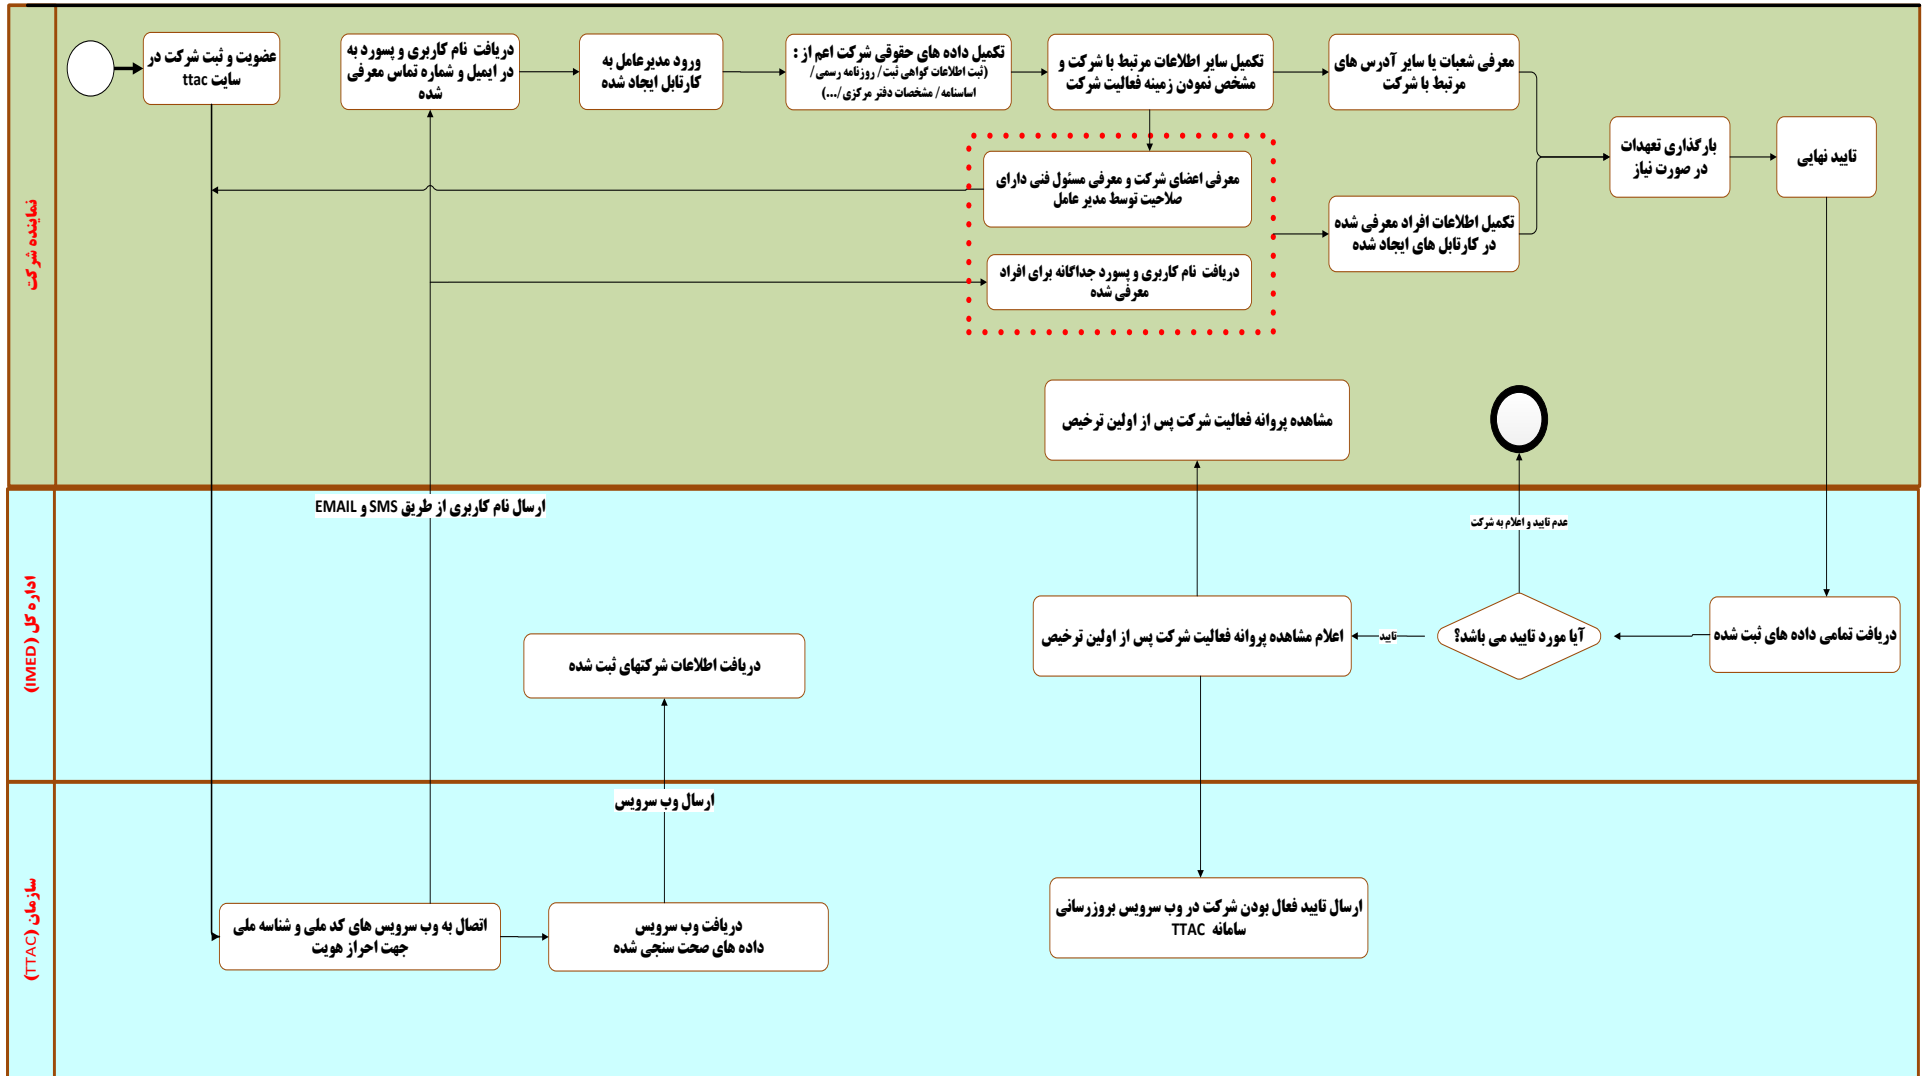 نماینده شرکت
عضویت و ثبت شرکت در
سایت ttac
دریافت نام کاربری و پسورد به
در ایمیل و شماره تماس معرفی
شده
ورود مدیرعامل به
کارتابل ایجاد شده
تکمیل داده های حقوقی شرکت اعم از :
(ثبت اطلاعات گواهی ثبت/ روزنامه رسمی/
اساسنامه/ مشخصات دفتر مرکزی/...)
تکمیل سایر اطلاعات مرتبط با شرکت و
مشخص نمودن زمینه فعالیت شرکت
معرفی شعبات یا سایر آدرس های
مرتبط با شرکت
معرفی اعضای شرکت و معرفی مسئول فنی دارای
صلاحیت توسط مدیر عامل
دریافت نام کاربری و پسورد جداگانه برای افراد
معرفی شده
تکمیل اطلاعات افراد معرفی شده
در کارتابل های ایجاد شده
بارگذاری تعهدات
در صورت نیاز
تایید نهایی
مشاهده پروانه فعالیت شرکت پس از اولین ترخیص
ارسال نام کاربری از طریق SMS و EMAIL
عدم تایید و اعلام به شرکت
اداره کل (IMED)
دریافت تمامی داده های ثبت شده
آیا مورد تایید می باشد؟
تایید
اعلام مشاهده پروانه فعالیت شرکت پس از اولین ترخیص
دریافت اطلاعات شرکتهای ثبت شده
ارسال وب سرویس
سازمان (TTAC)
اتصال به وب سرویس های کد ملی و شناسه ملی
جهت احراز هویت
دریافت وب سرویس
داده های صحت سنجی شده
ارسال تایید فعال بودن شرکت در وب سرویس بروزرسانی
سامانه TTAC